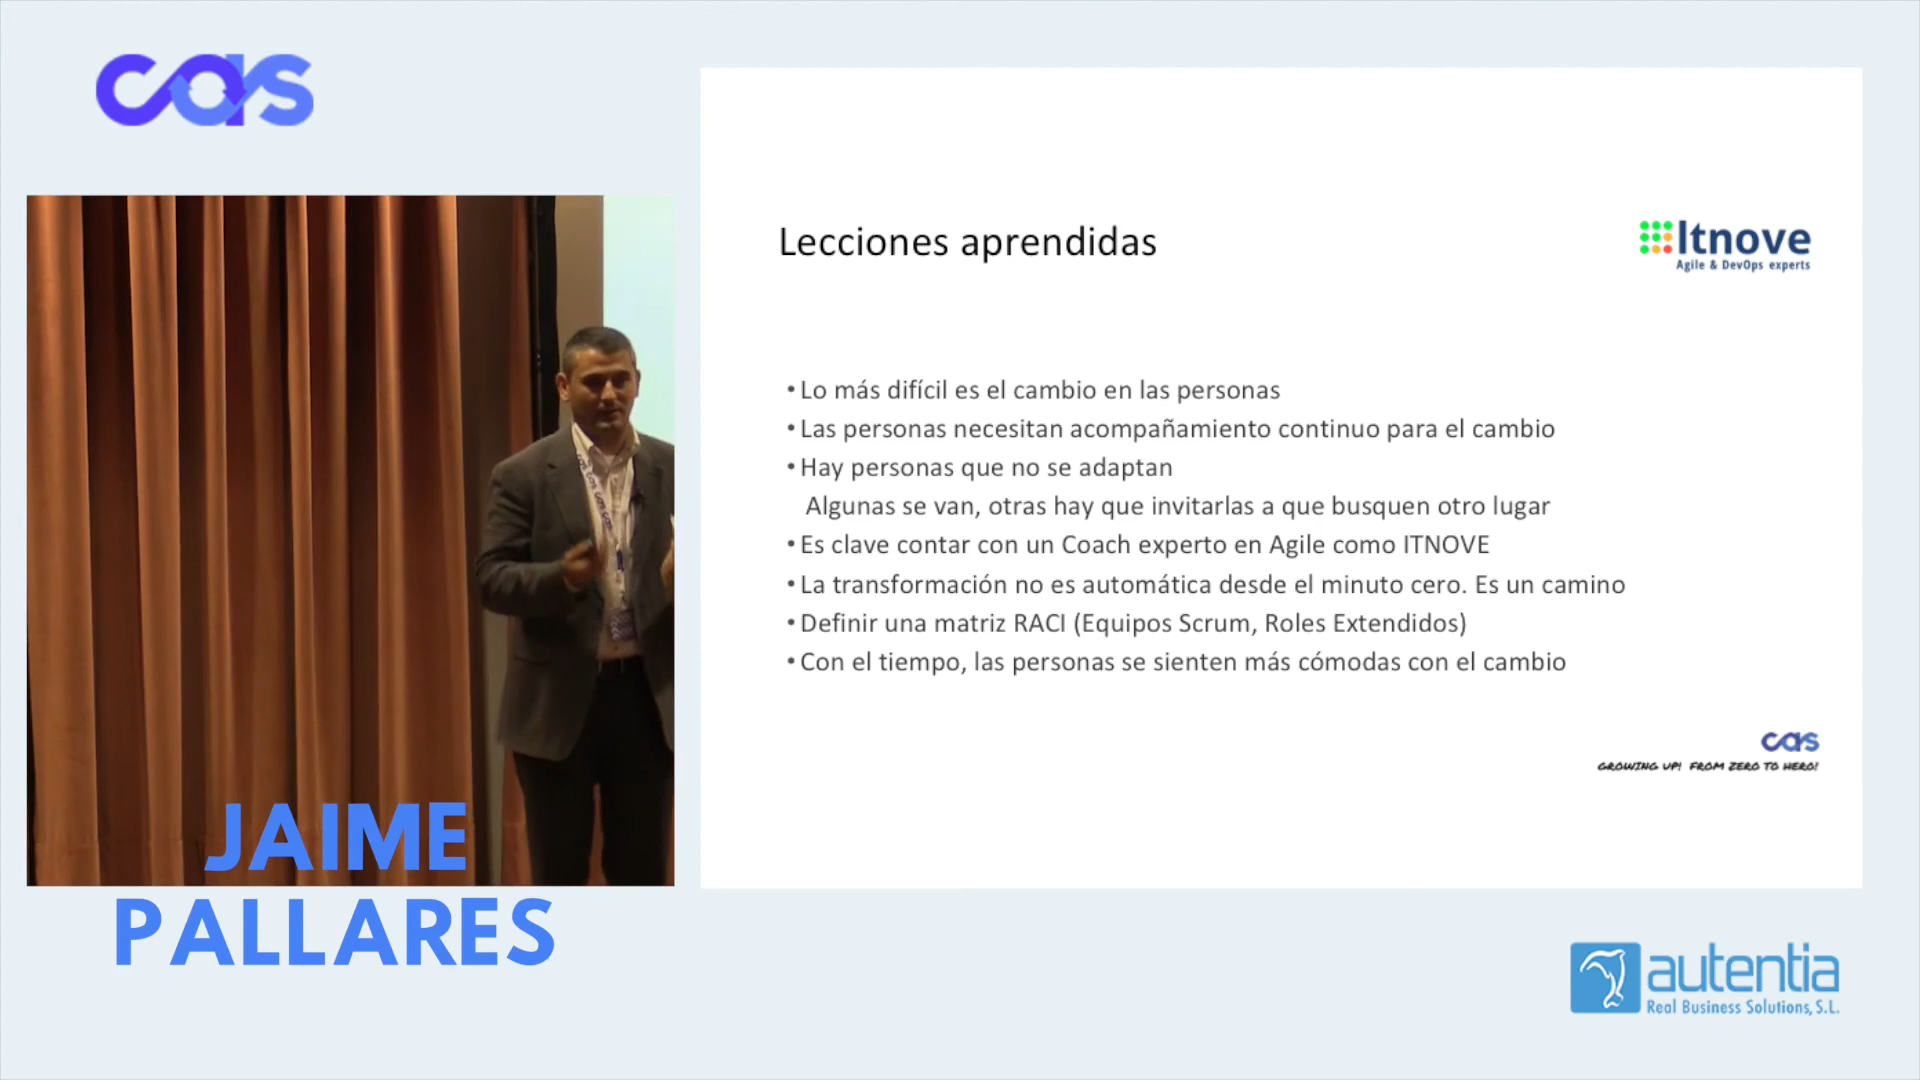 cas
Lecciones aprendidas
Itnove
Agile & DevOps experts
• Lo más difícil es el cambio en las personas
• Las personas necesitan acompañamiento continuo para el cambio
• Hay personas que no se adaptan
Algunas se van, otras hay que invitarlas a que busquen otro lugar
• Es clave contar con un Coach experto en Agile como ITNOVE
• La transformación no es automática desde el minuto cero. Es un camino
• Definir una matriz RACI (Equipos Scrum, Roles Extendidos)
• Con el tiempo, las personas se sienten más cómodas con el cambio
cas
GROWING UP! FROM ZERO TO HERO!
JAIME
PALLARES
autentia
Real Business Solutions, S.L.